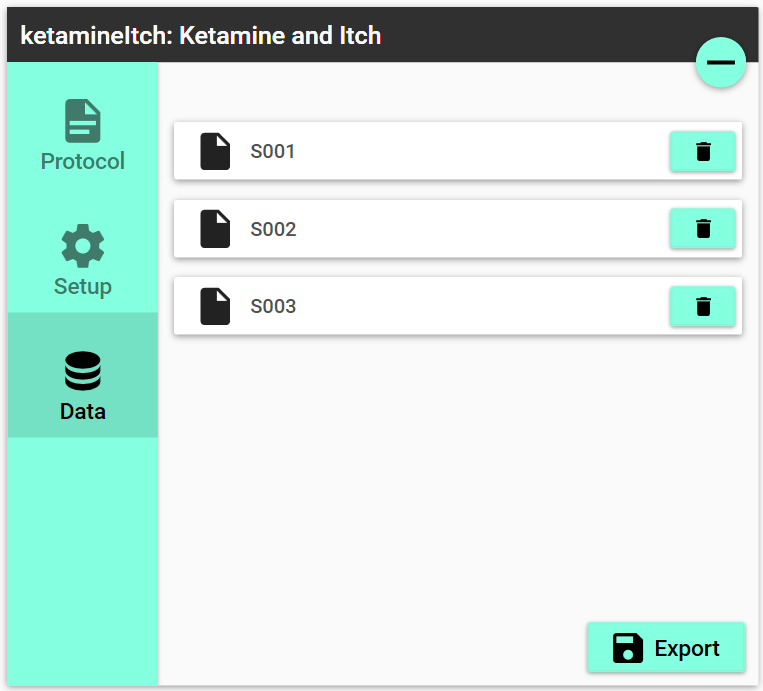 ketamineItch: Ketamine and Itch
Protocol
Setup
Data
S001
S002
S003
Export